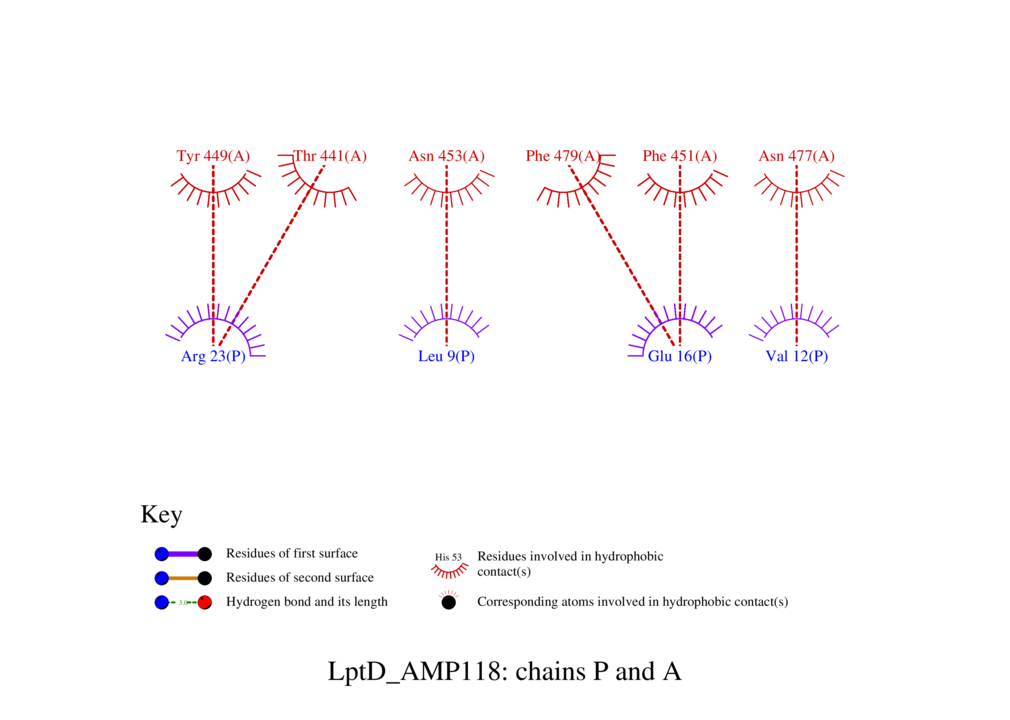 Tyr 449(A) Thr 441(A) Asn 453(A) Phe 479(A) Phe 451(A) Asn 477(A)
Arg 23(P) Leu 9(P) Glu 16(P) Val 12(P)
Key
Residues of first surface
Residues of second surface
3.0 Hydrogen bond and its length
His 53 Residues involved in hydrophobic
contact(s)
Corresponding atoms involved in hydrophobic contact(s)
LptD_AMP118: chains P and A